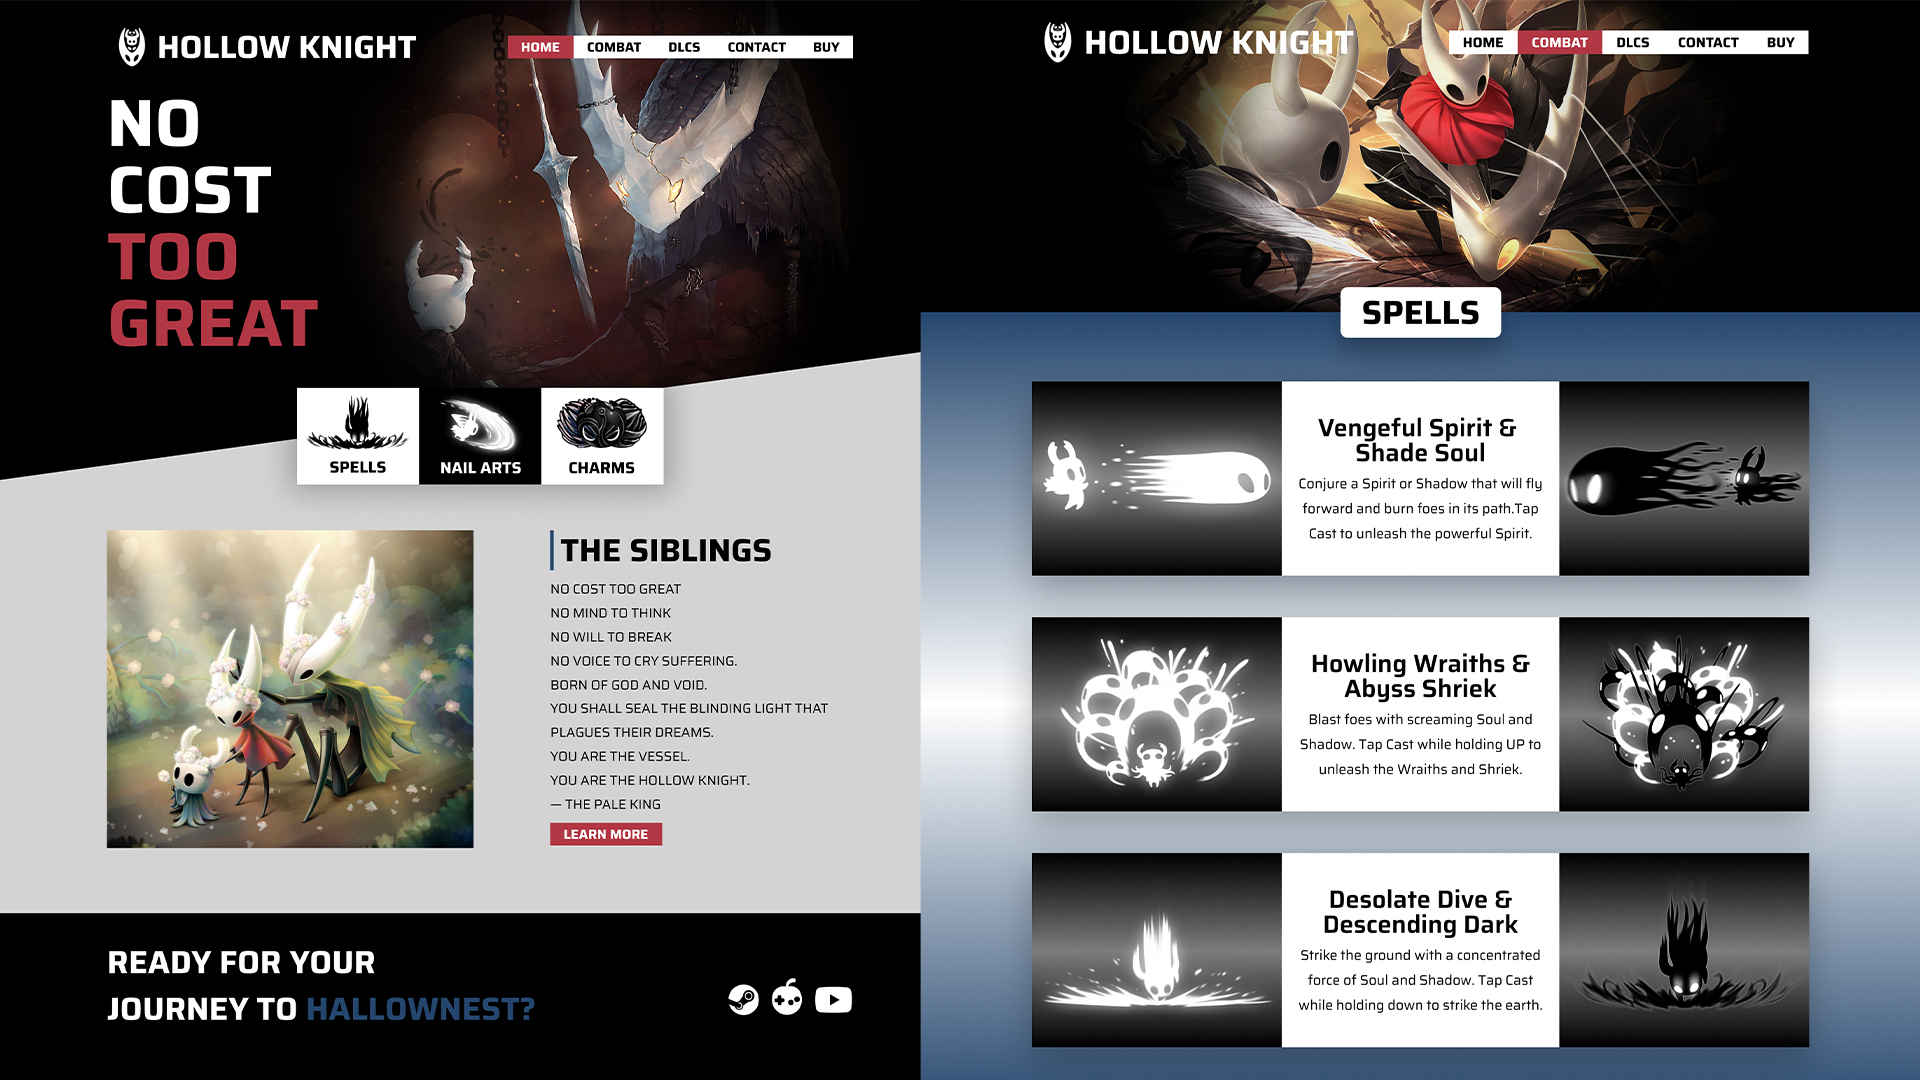 HOLLOW KNIGHT
HOME COMBAT DLCS CONTACT BUY
NO
COST
TOO
GREAT
SPELLS
NAIL ARTS
CHARMS
THE SIBLINGS
NO COST TOO GREAT
NO MIND TO THINK
NO WILL TO BREAK
NO VOICE TO CRY SUFFERING.
BORN OF GOD AND VOID.
YOU SHALL SEAL THE BLINDING LIGHT THAT
PLAGUES THEIR DREAMS.
YOU ARE THE VESSEL.
YOU ARE THE HOLLOW KNIGHT.
— THE PALE KING
LEARN MORE
READY FOR YOUR
JOURNEY TO HALLOWNEST?
HOLLOW KNIGHT
HOME COMBAT DLCS CONTACT BUY
SPELLS
Vengeful Spirit &
Shade Soul
Conjure a Spirit or Shadow that will fly
forward and burn foes in its path.Tap
Cast to unleash the powerful Spirit.
Howling Wraiths &
Abyss Shriek
Blast foes with screaming Soul and
Shadow. Tap Cast while holding UP to
unleash the Wraiths and Shriek.
Desolate Dive &
Descending Dark
Strike the ground with a concentrated
force of Soul and Shadow. Tap Cast
while holding down to strike the earth.